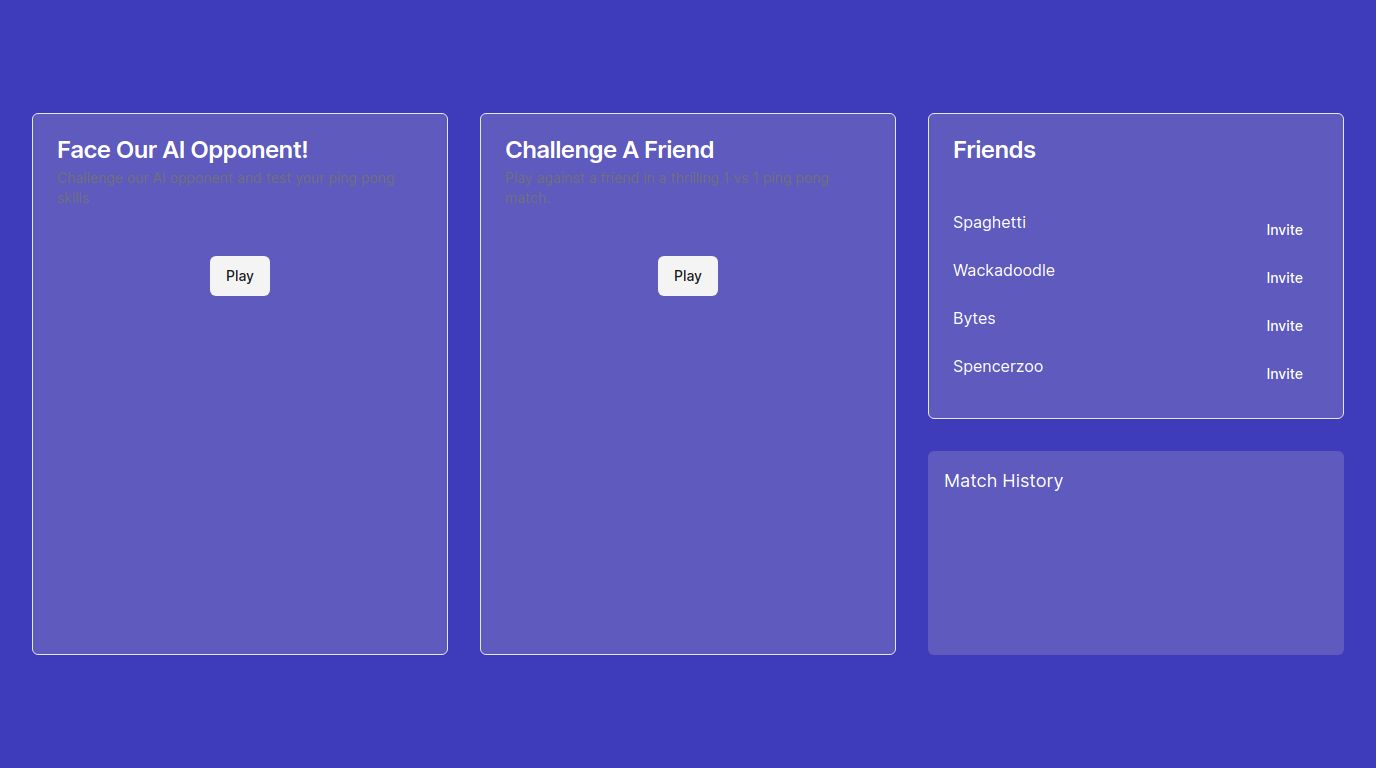 Face Our AI Opponent!
Challenge our AI opponent and test your ping pong
skills
Play
Challenge A Friend
Play against a friend in a thrilling 1 vs 1 ping pong
match.
Play
Friends
Spaghetti
Invite
Wackadoodle
Invite
Bytes
Invite
Spencerzoo
Invite
Match History